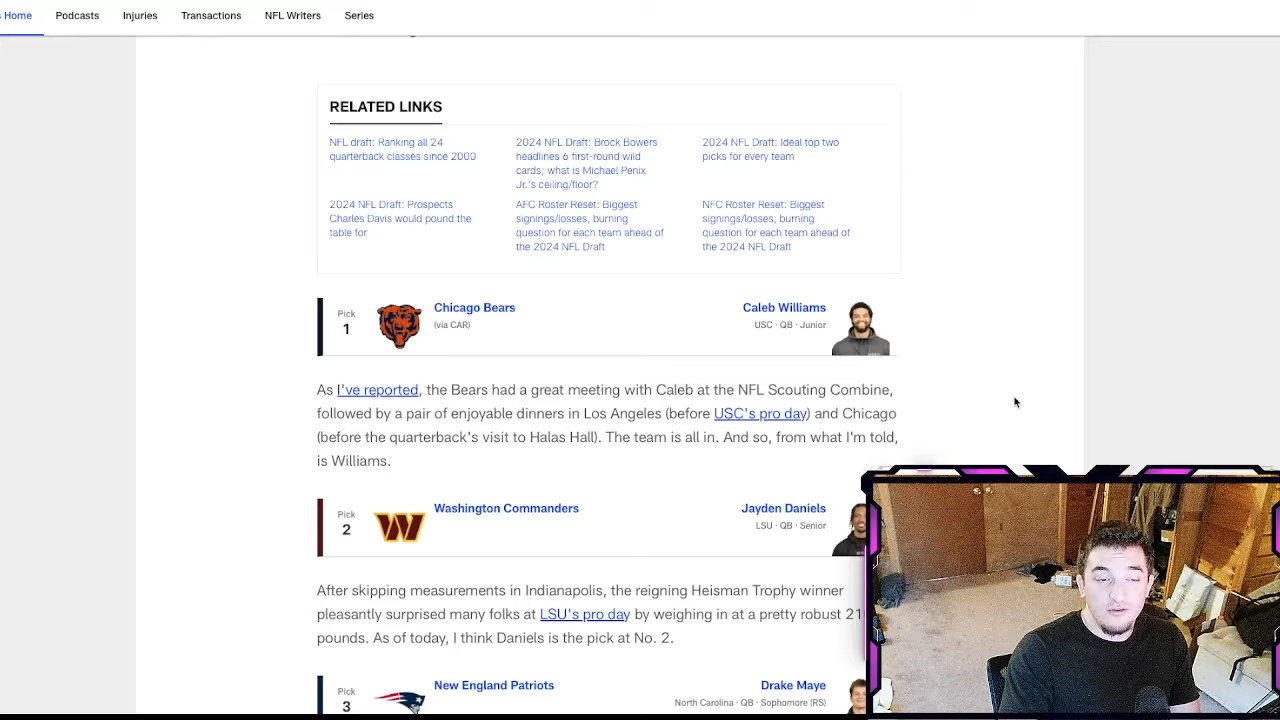 Home
Podcasts
Injuries
Transactions
NFL Writers
Series
RELATED LINKS
NFL draft: Ranking all 24
quarterback classes since 2000
2024 NFL Draft: Brock Bowers
headlines 6 first-round wild
cards; what is Michael Penix
Jr.'s ceiling/floor?
2024 NFL Draft: Ideal top two
picks for every team
2024 NFL Draft: Prospects
Charles Davis would pound the
table for
AFC Roster Reset: Biggest
signings/losses, burning
question for each team ahead of
the 2024 NFL Draft
NFC Roster Reset: Biggest
signings/losses, burning
question for each team ahead of
the 2024 NFL Draft
Pick
1
Chicago Bears
(via CAR)
Caleb Williams
USC · QB · Junior
As I've reported, the Bears had a great meeting with Caleb at the NFL Scouting Combine,
followed by a pair of enjoyable dinners in Los Angeles (before USC's pro day) and Chicago
(before the quarterback's visit to Halas Hall). The team is all in. And so, from what I'm told,
is Williams.
Pick
2
W
Washington Commanders
Jayden Daniels
LSU · QB · Senior
After skipping measurements in Indianapolis, the reigning Heisman Trophy winner
pleasantly surprised many folks at LSU's pro day by weighing in at a pretty robust 21
pounds. As of today, I think Daniels is the pick at No. 2.
Pick
3
New England Patriots
Drake Maye
North Carolina · QB · Sophomore (RS)